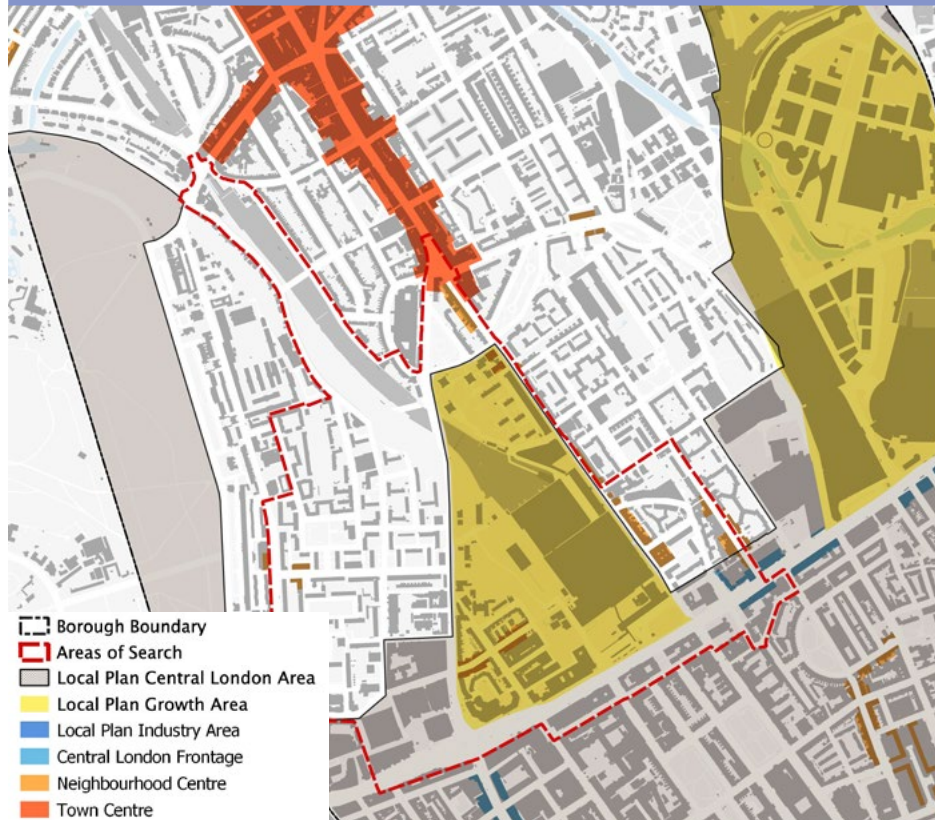 Borough Boundary
Areas of Search
Local Plan Central London Area
Local Plan Growth Area
Local Plan Industry Area
Central London Frontage
Neighbourhood Centre
Town Centre